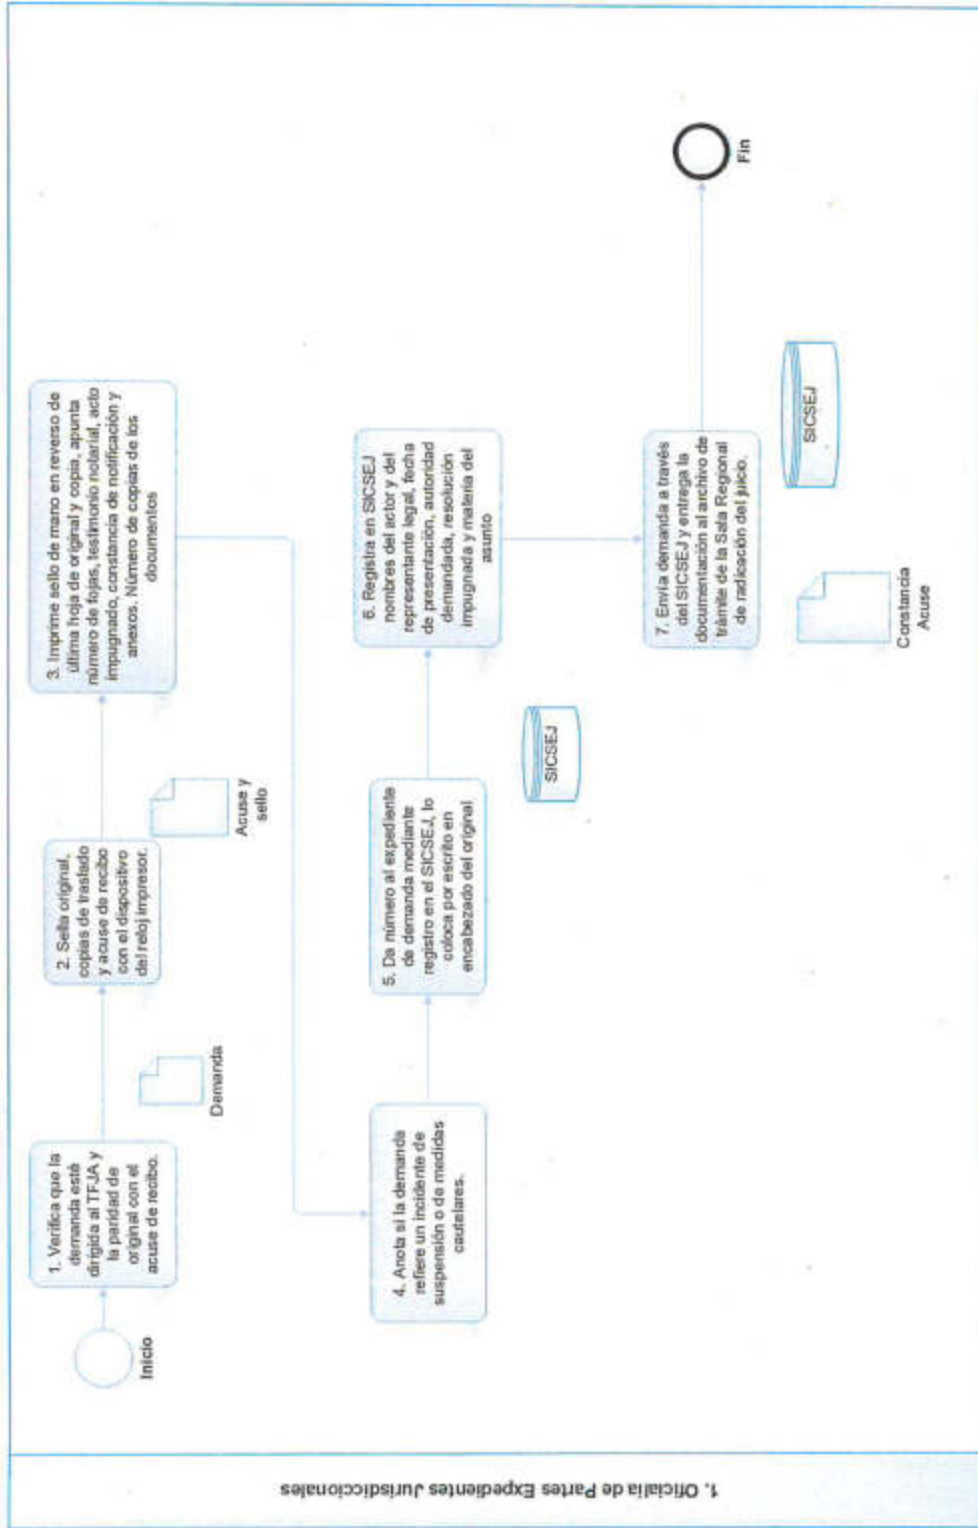 1. Oficialía de Partes Expedientes Jurisdiccionales
Inicio
1. Verifica que la
demanda esté
dirigida al TFJA y
la paridad de
original con el
acuse de recibo.
Demanda
2. Sella original,
copias de traslado
y acuse de recibo
con el dispositivo
del reloj impresor.
Acuse y
sello
3. Imprime sello de mano en reverso de
última hoja de original y copia, apunta
número de fojas, testimonio notarial, acto
impugnado, constancia de notificación y
anexos. Número de copias de los
documentos
4. Anota si la demanda
refiere un incidente de
suspensión o de medidas
cautelares.
5. Da número al expediente
de demanda mediante
registro en el SICSEJ, lo
coloca por escrito en
encabezado del original
SICSEJ
6. Registra en SICSEJ
nombres del actor y del
representante legal, fecha
de presentación, autoridad
demandada, resolución
impugnada y materia del
asunto
7. Envía demanda a través
del SICSEJ y entrega la
documentación al archivo de
trámite de la Sala Regional
de radicación del juicio.
Constancia
Acuse
SICSEJ
Fin